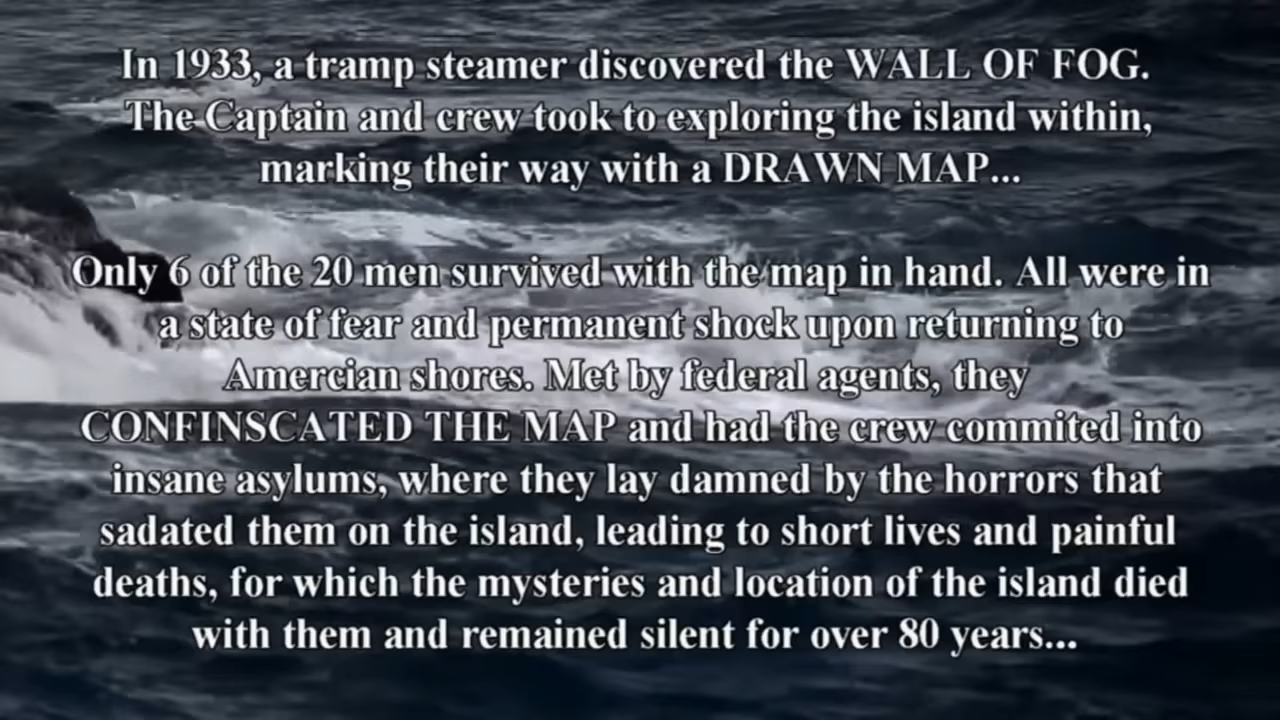 In 1933, a tramp steamer discovered the WALL OF FOG.
The Captain and crew took to exploring the island within,
marking their way with a DRAWN MAP...
Only 6 of the 20 men survived with the map in hand. All were in
a state of fear and permanent shock upon returning to
Amercian shores. Met by federal agents, they
CONFINSCATED THE MAP and had the crew commited into
insane asylums, where they lay damned by the horrors that
sadated them on the island, leading to short lives and painful
deaths, for which the mysteries and location of the island died
with them and remained silent for over 80 years...